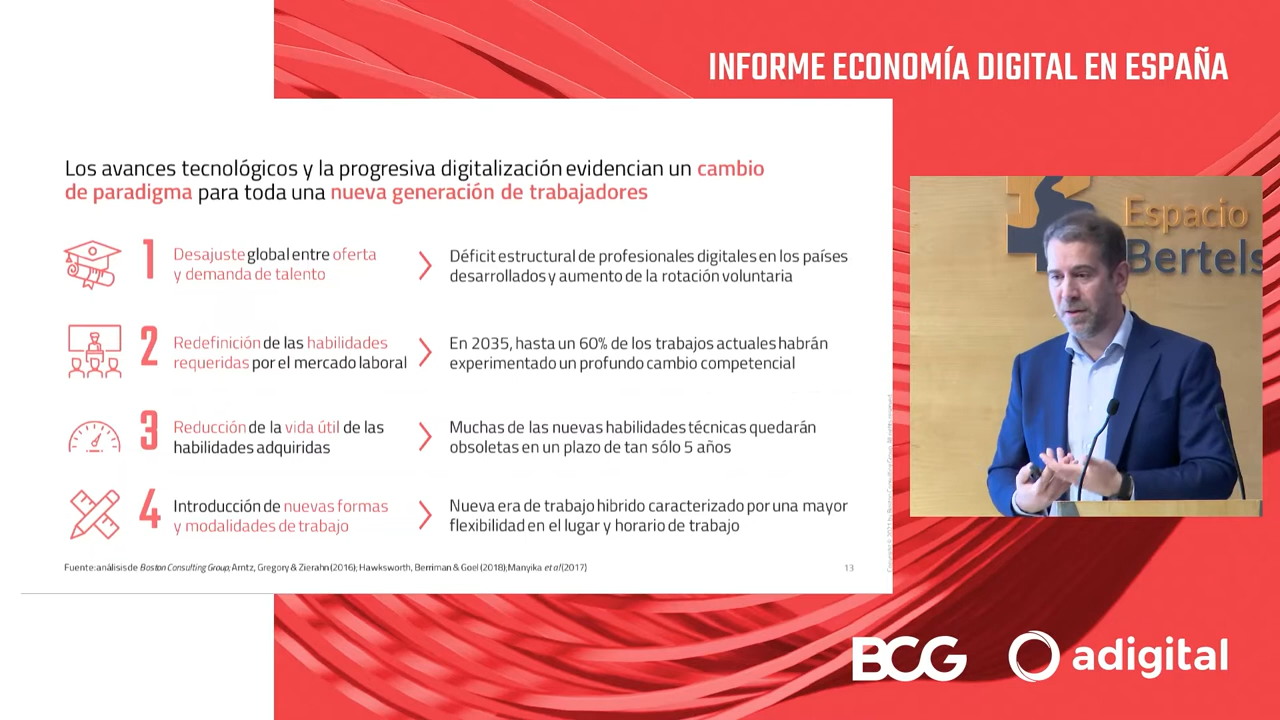 INFORME ECONOMÍA DIGITAL EN ESPAÑA
Los avances tecnológicos y la progresiva digitalización evidencian un cambio
de paradigma para toda una nueva generación de trabajadores
1
Desajuste global entre oferta
y demanda de talento
Déficit estructural de profesionales digitales en los países
desarrollados y aumento de la rotación voluntaria
2
Redefinición de las habilidades
requeridas por el mercado laboral
En 2035, hasta un 60% de los trabajos actuales habrán
experimentado un profundo cambio competencial
3
Reducción de la vida útil de las
habilidades adquiridas
Muchas de las nuevas habilidades técnicas quedarán
obsoletas en un plazo de tan sólo 5 años
4
Introducción de nuevas formas
y modalidades de trabajo
Nueva era de trabajo hibrido caracterizado por una mayor
flexibilidad en el lugar y horario de trabajo
Fuente: análisis de Boston Consulting Group; Arntz, Gregory & Zierahn (2016); Hawksworth, Berriman & Goel (2018); Manyika et al (2017)
13
Espacio
Bertels
BCG
adigital